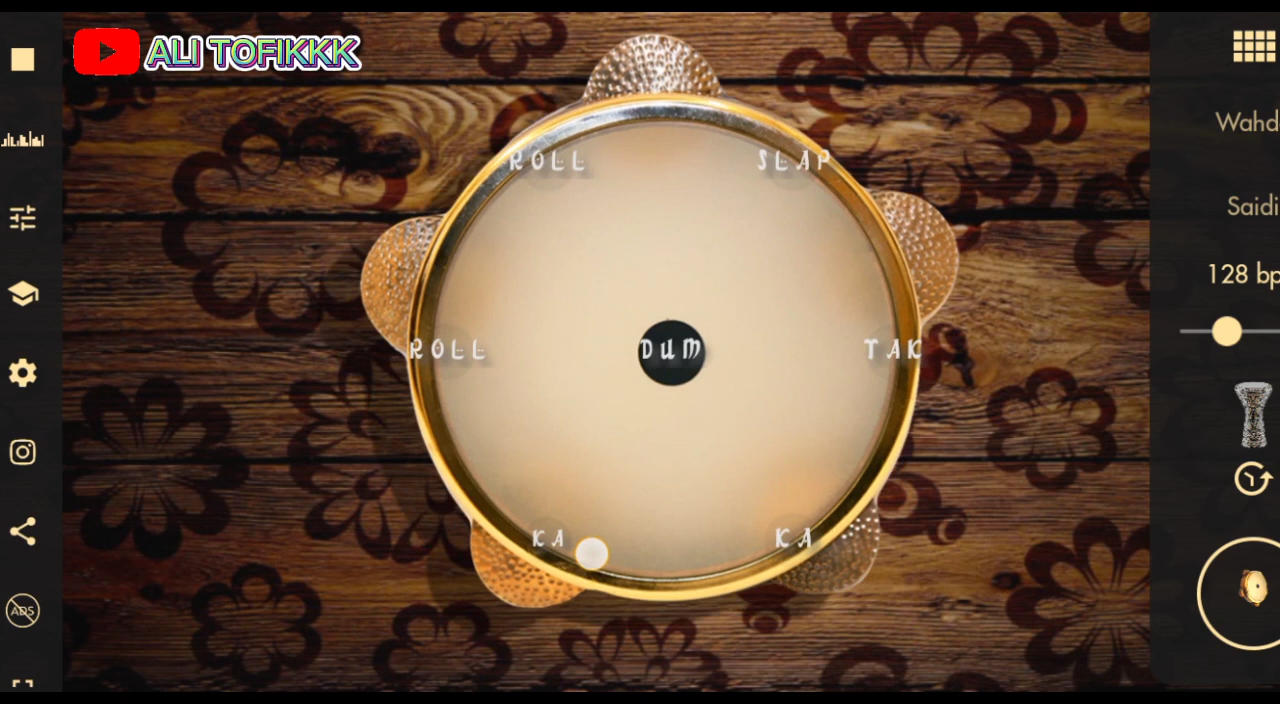 ALI TOFIKKK
ROLL
SLAP
ROLL
DUM
TAK
KA
KA
ADS
Wahd
Saidi
128 bp